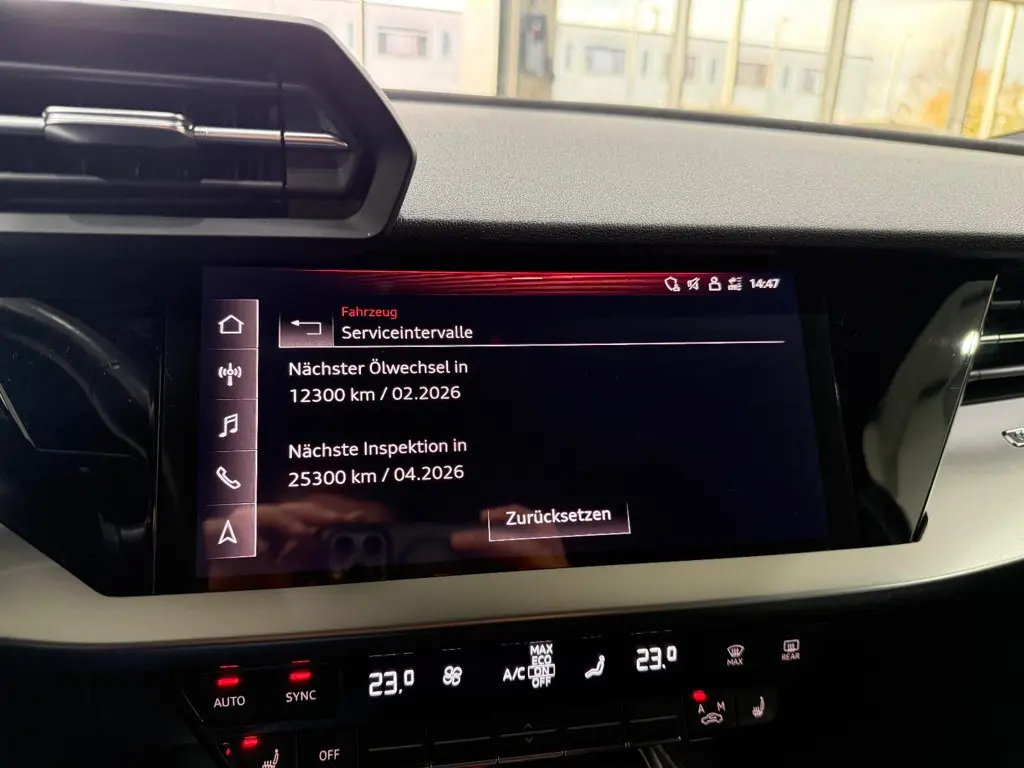 14:47
Fahrzeug
Serviceintervalle
Nächster Ölwechsel in
12300 km / 02.2026
Nächste Inspektion in
25300 km / 04.2026
Zurücksetzen
AUTO
SYNC
23.0
A/C
MAX
ECO
ON
OFF
23.0
MAX
REAR
A M
OFF